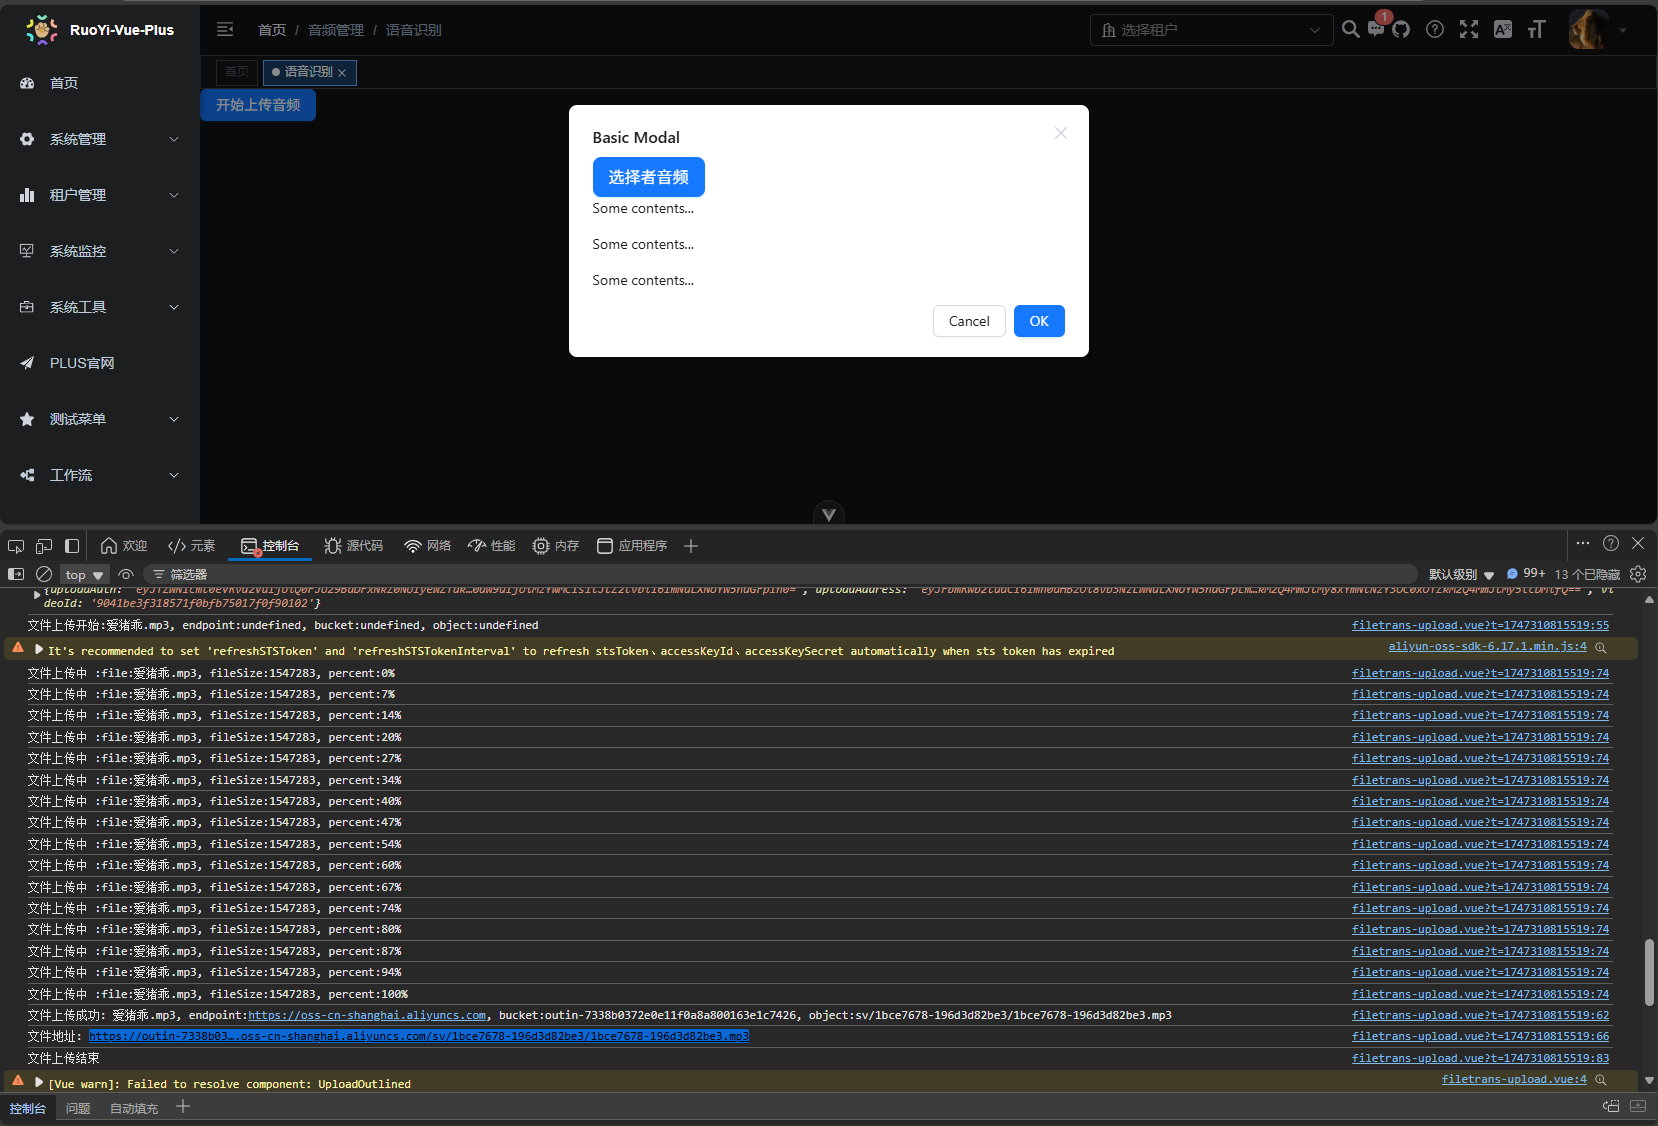 RuoYi-Vue-Plus
首页 / 音频管理 / 语音识别
选择租户
1
首页
语音识别
开始上传音频
首页
系统管理
租户管理
系统监控
系统工具
PLUS官网
测试菜单
工作流
Basic Modal
选择者音频
Some contents...
Some contents...
Some contents...
Cancel
OK
欢迎
元素
控制台
源代码
网络
性能
内存
应用程序
top
筛选器
默认级别
99+
13 个已隐藏
deoId: '9041be3f318571f0bfb75017f0f90102'}
文件上传开始:爱猪乖.mp3, endpoint:undefined, bucket:undefined, object:undefined filetrans-upload.vue?t=1747310815519:55
It's recommended to set 'refreshSTSToken' and 'refreshSTSTokenInterval' to refresh stsToken、accessKeyId、accessKeySecret automatically when sts token has expired aliyun-oss-sdk-6.17.1.min.js:4
文件上传中 :file:爱猪乖.mp3, fileSize:1547283, percent:0% filetrans-upload.vue?t=1747310815519:74
文件上传中 :file:爱猪乖.mp3, fileSize:1547283, percent:7% filetrans-upload.vue?t=1747310815519:74
文件上传中 :file:爱猪乖.mp3, fileSize:1547283, percent:14% filetrans-upload.vue?t=1747310815519:74
文件上传中 :file:爱猪乖.mp3, fileSize:1547283, percent:20% filetrans-upload.vue?t=1747310815519:74
文件上传中 :file:爱猪乖.mp3, fileSize:1547283, percent:27% filetrans-upload.vue?t=1747310815519:74
文件上传中 :file:爱猪乖.mp3, fileSize:1547283, percent:34% filetrans-upload.vue?t=1747310815519:74
文件上传中 :file:爱猪乖.mp3, fileSize:1547283, percent:40% filetrans-upload.vue?t=1747310815519:74
文件上传中 :file:爱猪乖.mp3, fileSize:1547283, percent:47% filetrans-upload.vue?t=1747310815519:74
文件上传中 :file:爱猪乖.mp3, fileSize:1547283, percent:54% filetrans-upload.vue?t=1747310815519:74
文件上传中 :file:爱猪乖.mp3, fileSize:1547283, percent:60% filetrans-upload.vue?t=1747310815519:74
文件上传中 :file:爱猪乖.mp3, fileSize:1547283, percent:67% filetrans-upload.vue?t=1747310815519:74
文件上传中 :file:爱猪乖.mp3, fileSize:1547283, percent:74% filetrans-upload.vue?t=1747310815519:74
文件上传中 :file:爱猪乖.mp3, fileSize:1547283, percent:80% filetrans-upload.vue?t=1747310815519:74
文件上传中 :file:爱猪乖.mp3, fileSize:1547283, percent:87% filetrans-upload.vue?t=1747310815519:74
文件上传中 :file:爱猪乖.mp3, fileSize:1547283, percent:94% filetrans-upload.vue?t=1747310815519:74
文件上传中 :file:爱猪乖.mp3, fileSize:1547283, percent:100% filetrans-upload.vue?t=1747310815519:74
文件上传成功: 爱猪乖.mp3, endpoint:https://oss-cn-shanghai.aliyuncs.com, bucket:outin-7338b0372e0e11f0a8a800163e1c7426, object:sv/1bce7678-196d3d82be3/1bce7678-196d3d82be3.mp3 filetrans-upload.vue?t=1747310815519:62
文件地址: https://outin-7338b03….oss-cn-shanghai.aliyuncs.com/sv/1bce7678-196d3d82be3/1bce7678-196d3d82be3.mp3 filetrans-upload.vue?t=1747310815519:66
文件上传结束 filetrans-upload.vue?t=1747310815519:83
[Vue warn]: Failed to resolve component: UploadOutlined filetrans-upload.vue:4
控制台
问题
自动填充